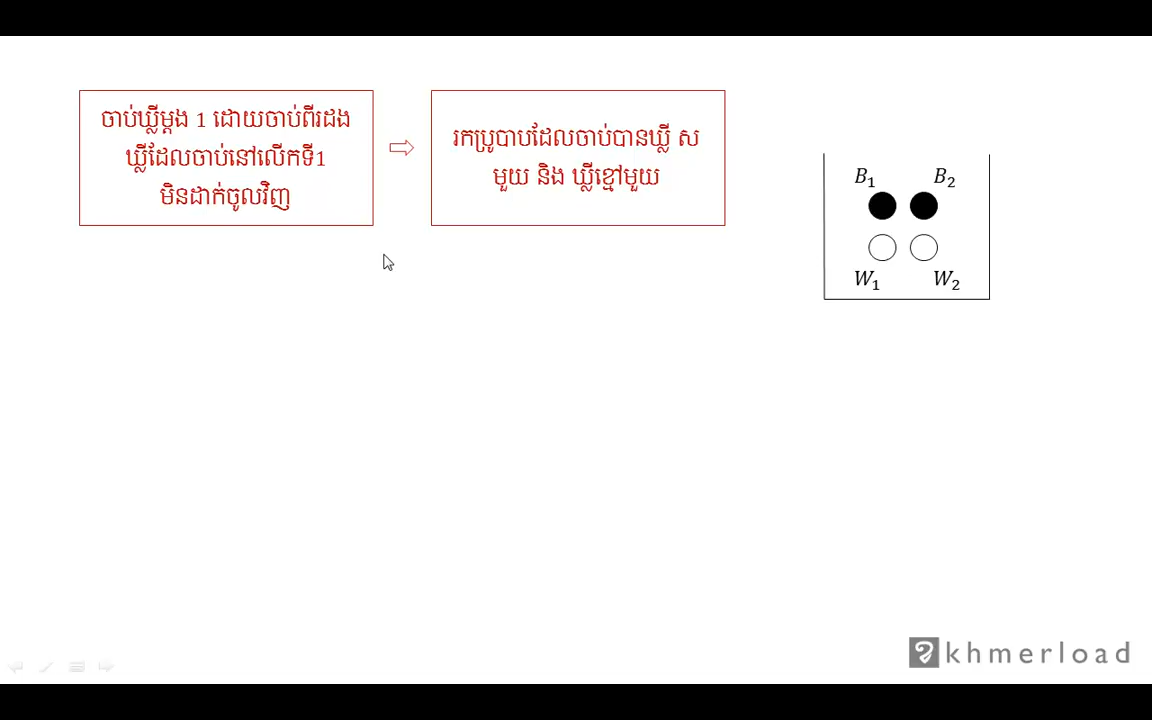 ចាប់ឃ្លីម្តង 1 ដោយចាប់ពីរដង
ឃ្លីដែលចាប់នៅលើកទី1
មិនដាក់ចូលវិញ
រកប្រូបាបដែលចាប់បានឃ្លី ស
មួយ និង ឃ្លីខ្មៅមួយ
B₁ B₂
W₁ W₂
khmerload